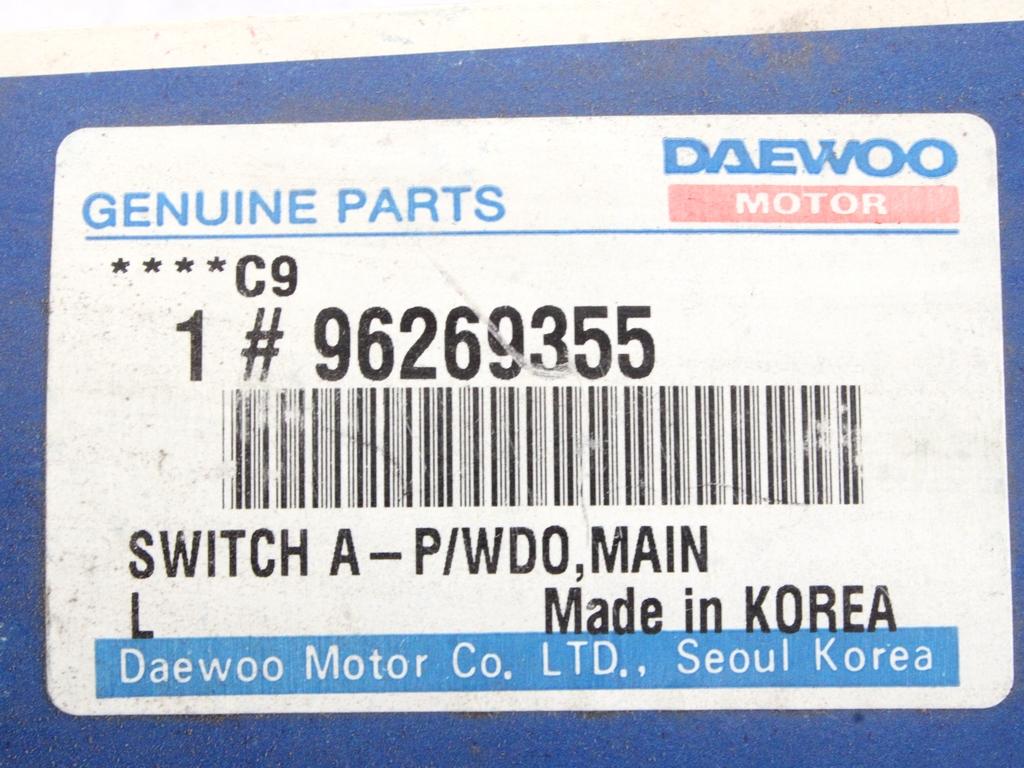 DAEWOO
MOTOR
GENUINE PARTS
****C9
1 # 96269355
SWITCH A-P/WDO,MAIN
L Made in KOREA
Daewoo Motor Co. LTD., Seoul Korea